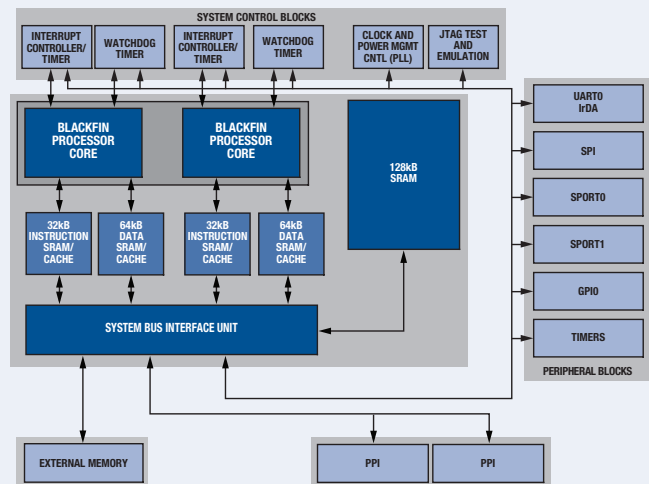 SYSTEM CONTROL BLOCKS
INTERRUPT
CONTROLLER/
TIMER
WATCHDOG
TIMER
INTERRUPT
CONTROLLER/
TIMER
WATCHDOG
TIMER
CLOCK AND
POWER MGMT
CNTL (PLL)
JTAG TEST
AND
EMULATION
BLACKFIN
PROCESSOR
CORE
BLACKFIN
PROCESSOR
CORE
128kB
SRAM
32kB
INSTRUCTION
SRAM/
CACHE
64kB
DATA
SRAM/
CACHE
32kB
INSTRUCTION
SRAM/
CACHE
64kB
DATA
SRAM/
CACHE
SYSTEM BUS INTERFACE UNIT
UART0
IrDA
SPI
SPORT0
SPORT1
GPI0
TIMERS
PERIPHERAL BLOCKS
EXTERNAL MEMORY
PPI
PPI